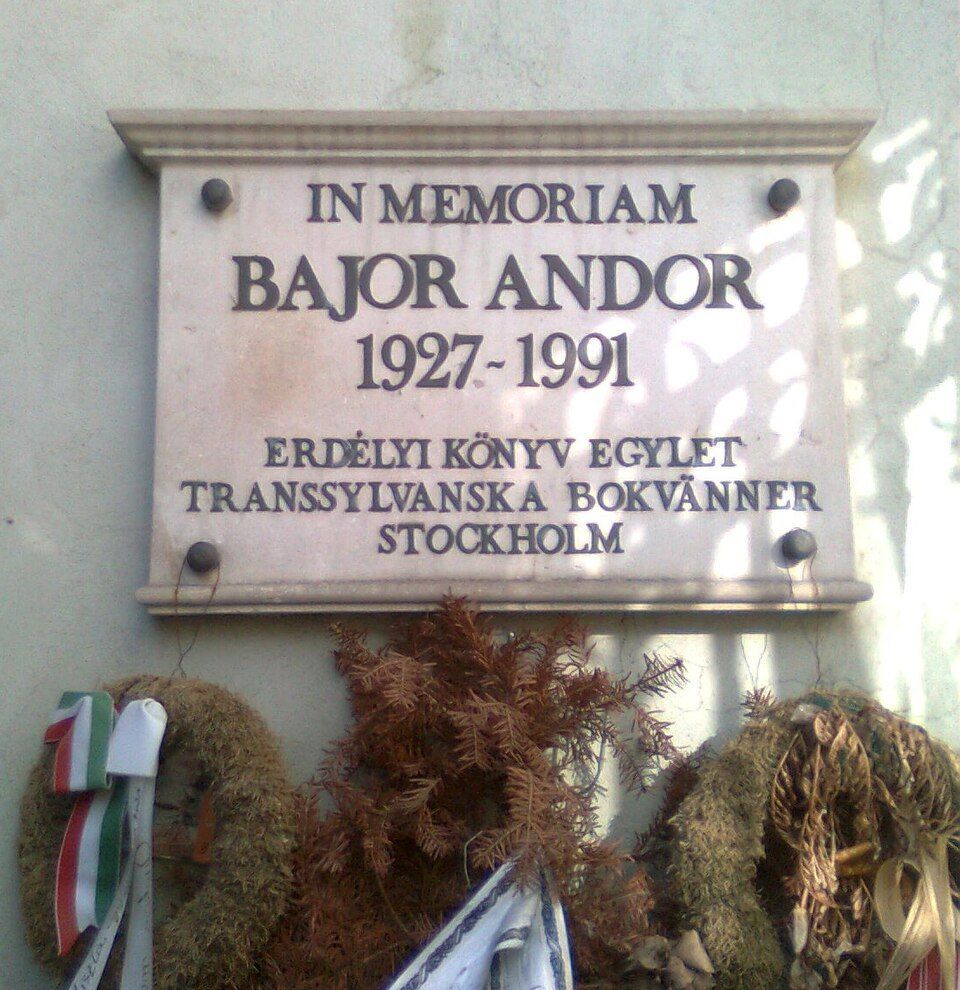 IN MEMORIAM
BAJOR ANDOR
1927-1991
ERDÉLYI KÖNYV EGYLET
TRANSSYLVANSKA BOKVÄNNER
STOCKHOLM